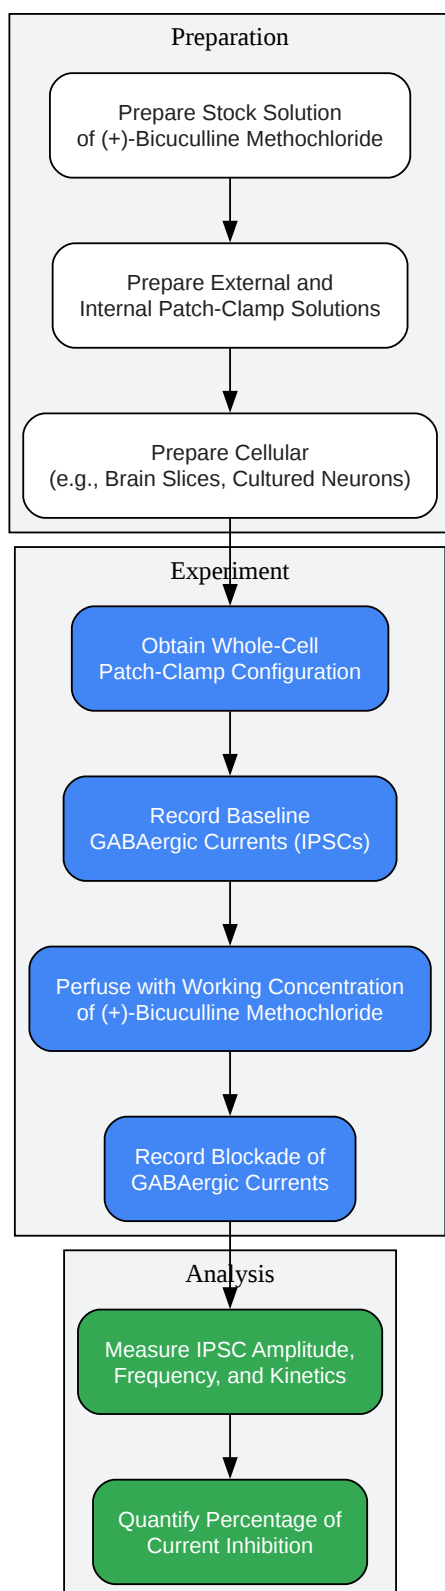 Preparation
Prepare Stock Solution
of (+)-Bicuculline Methochloride
Prepare External and
Internal Patch-Clamp Solutions
Prepare Cellular
(e.g., Brain Slices, Cultured Neurons)
Experiment
Obtain Whole-Cell
Patch-Clamp Configuration
Record Baseline
GABAergic Currents (IPSCs)
Perfuse with Working Concentration
of (+)-Bicuculline Methochloride
Record Blockade of
GABAergic Currents
Analysis
Measure IPSC Amplitude,
Frequency, and Kinetics
Quantify Percentage of
Current Inhibition